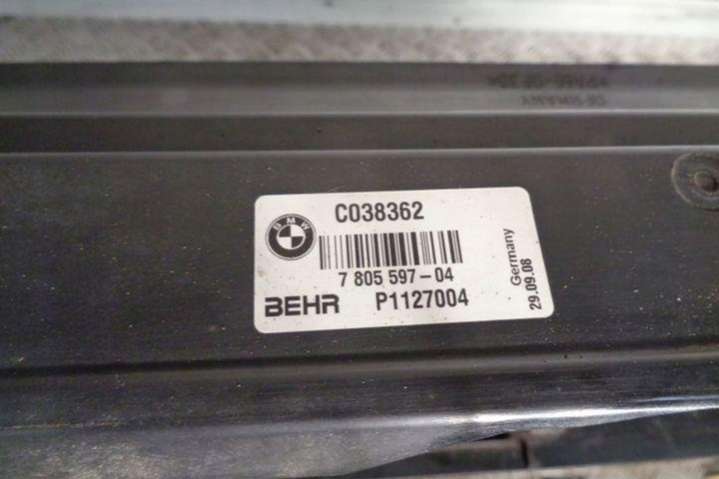 C038362
BMW
7 805 597-04
BEHR P1127004
Germany
29.09.08